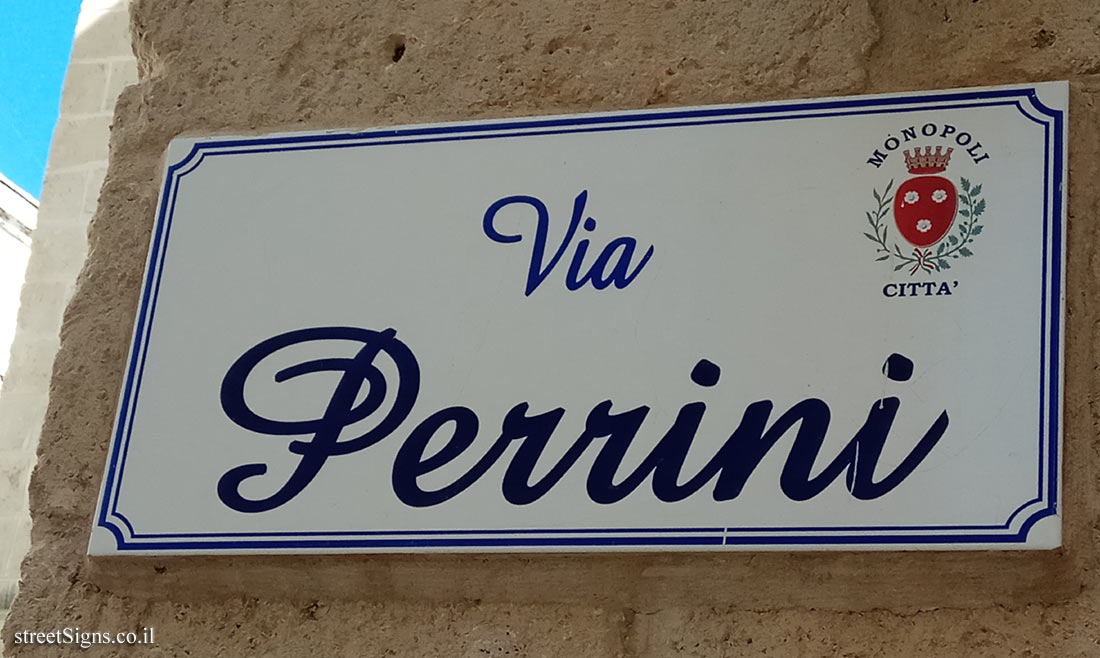 MONOPOLI
CITTA'
Via
Perrini
streetSigns.co.il